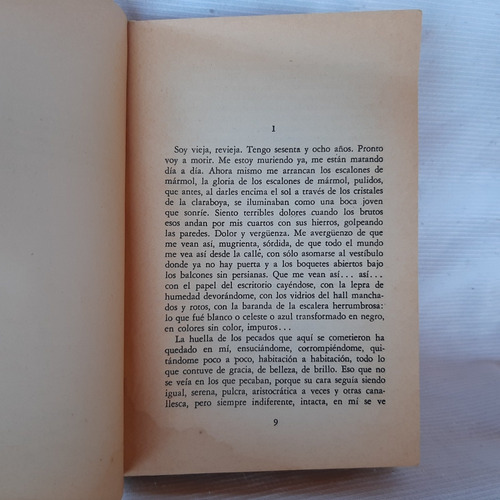 1
Soy vieja, revieja. Tengo sesenta y ocho años. Pronto
voy a morir. Me estoy muriendo ya, me están matando
día a día. Ahora mismo me arrancan los escalones de
mármol, la gloria de los escalones de mármol, pulidos,
que antes, al darles encima el sol a través de los cristales
de la claraboya, se iluminaban como una boca joven
que sonríe. Siento terribles dolores cuando los brutos
esos andan por mis cuartos con sus hierros, golpeando
las paredes. Dolor y vergüenza. Me avergüenzo de que
me vean así, mugrienta, sórdida, de que todo el mundo
me vea así desde la calle, con sólo asomarse al vestíbulo
donde ya no hay puerta y a los boquetes abiertos bajo
los balcones sin persianas. Que me vean así... así...
con el papel del escritorio cayéndose, con la lepra de
humedad devorándome, con los vidrios del hall mancha-
dos y rotos, con la baranda de la escalera herrumbrosa:
lo que fué blanco o celeste o azul transformado en negro,
en colores sin color, impuros...
La huella de los pecados que aquí se cometieron ha
quedado en mí, ensuciándome, corrompiéndome, qui-
tándome poco a poco, habitación a habitación, todo lo
que contuve de gracia, de belleza, de brillo. Eso que no
se veía en los que pecaban, porque su cara seguía siendo
igual, serena, pulcra, aristocrática a veces y otras cana-
llesca, pero siempre indiferente, intacta, en mí se ve
9